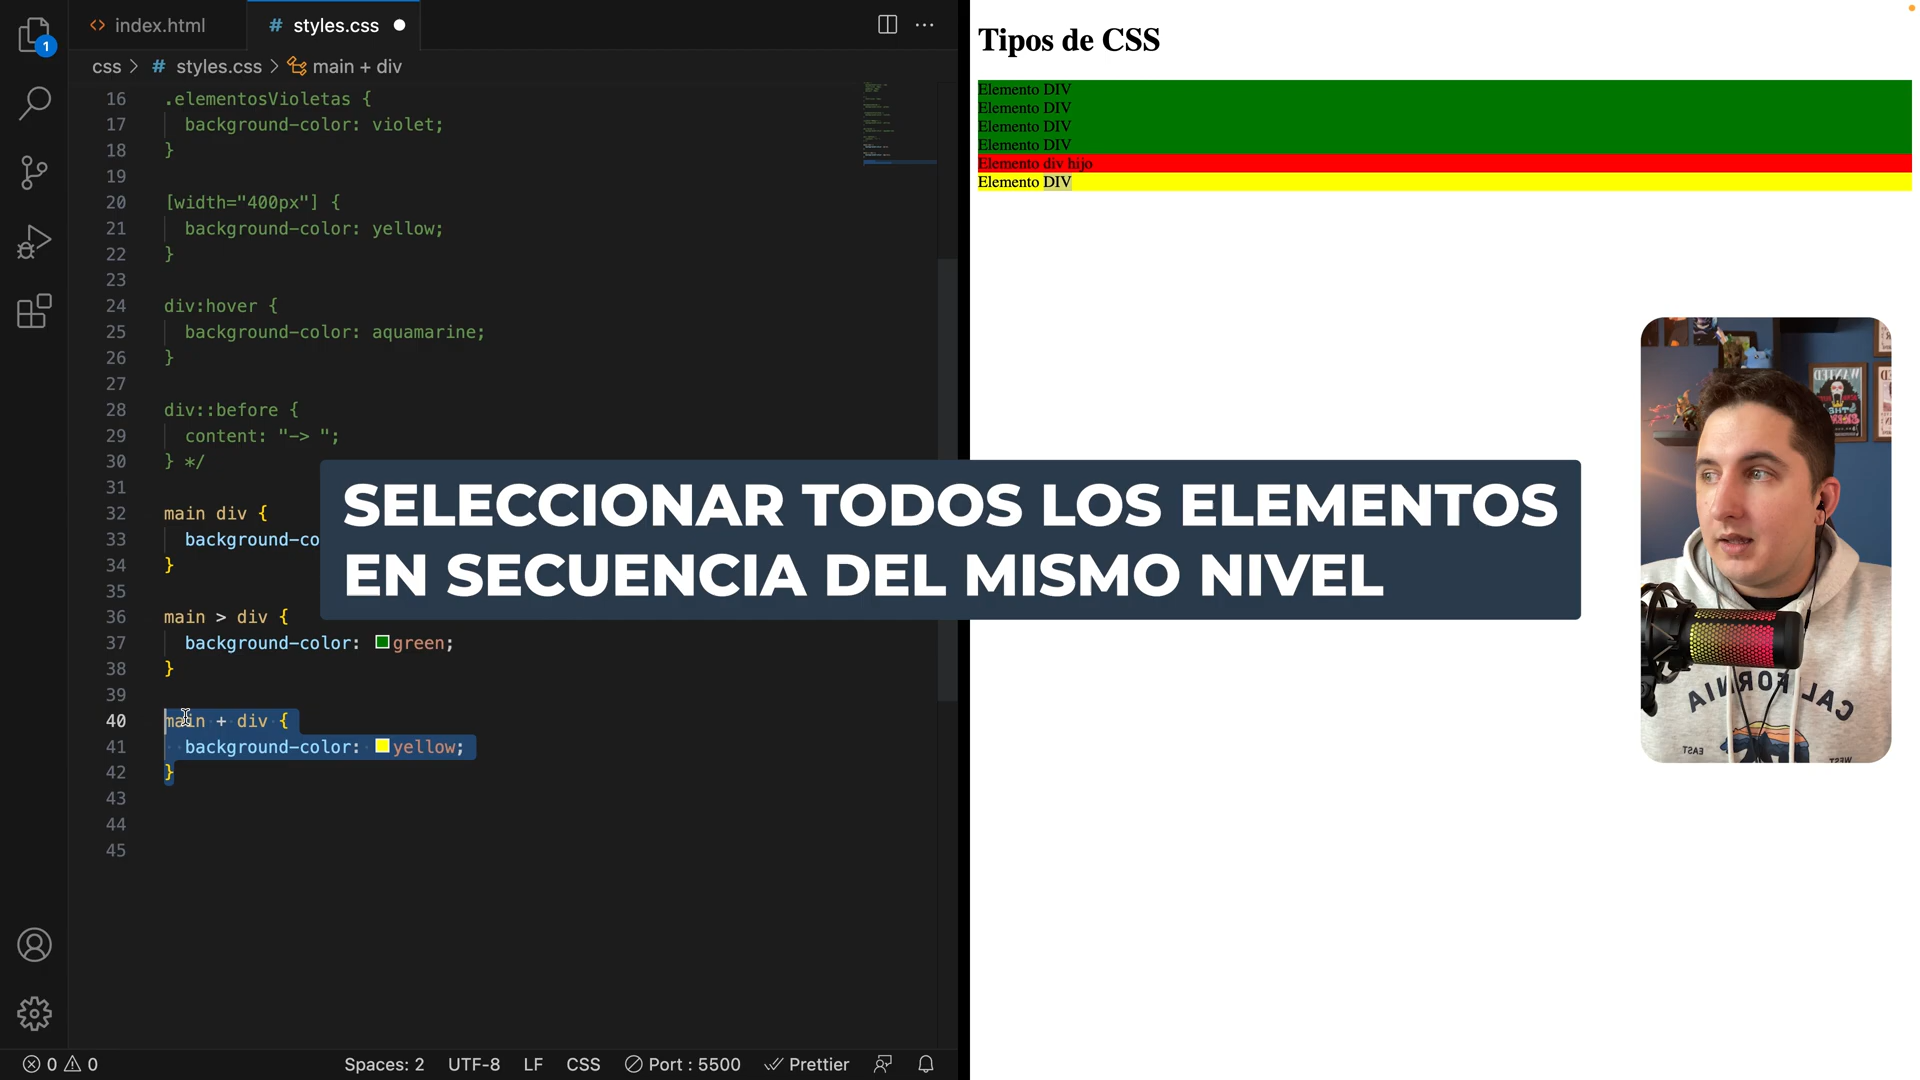 index.html
# styles.css
1
css > # styles.css > main + div
16 .elementosVioletas {
17 background-color: violet;
18 }
19
20 [width="400px"] {
21 background-color: yellow;
22 }
23
24 div:hover {
25 background-color: aquamarine;
26 }
27
28 div::before {
29 content: "-> ";
30 } */
31
32 main div {
33 background-co
34 }
35
36 main > div {
37 background-color: green;
38 }
39
40 main + div {
41 background-color: yellow;
42 }
43
44
45
SELECCIONAR TODOS LOS ELEMENTOS
EN SECUENCIA DEL MISMO NIVEL
Tipos de CSS
Elemento DIV
Elemento DIV
Elemento DIV
Elemento DIV
Elemento div hijo
Elemento DIV
WANTED
CALIFORNIA
EAST
WEST
0 0 Spaces: 2 UTF-8 LF CSS Port : 5500 Prettier